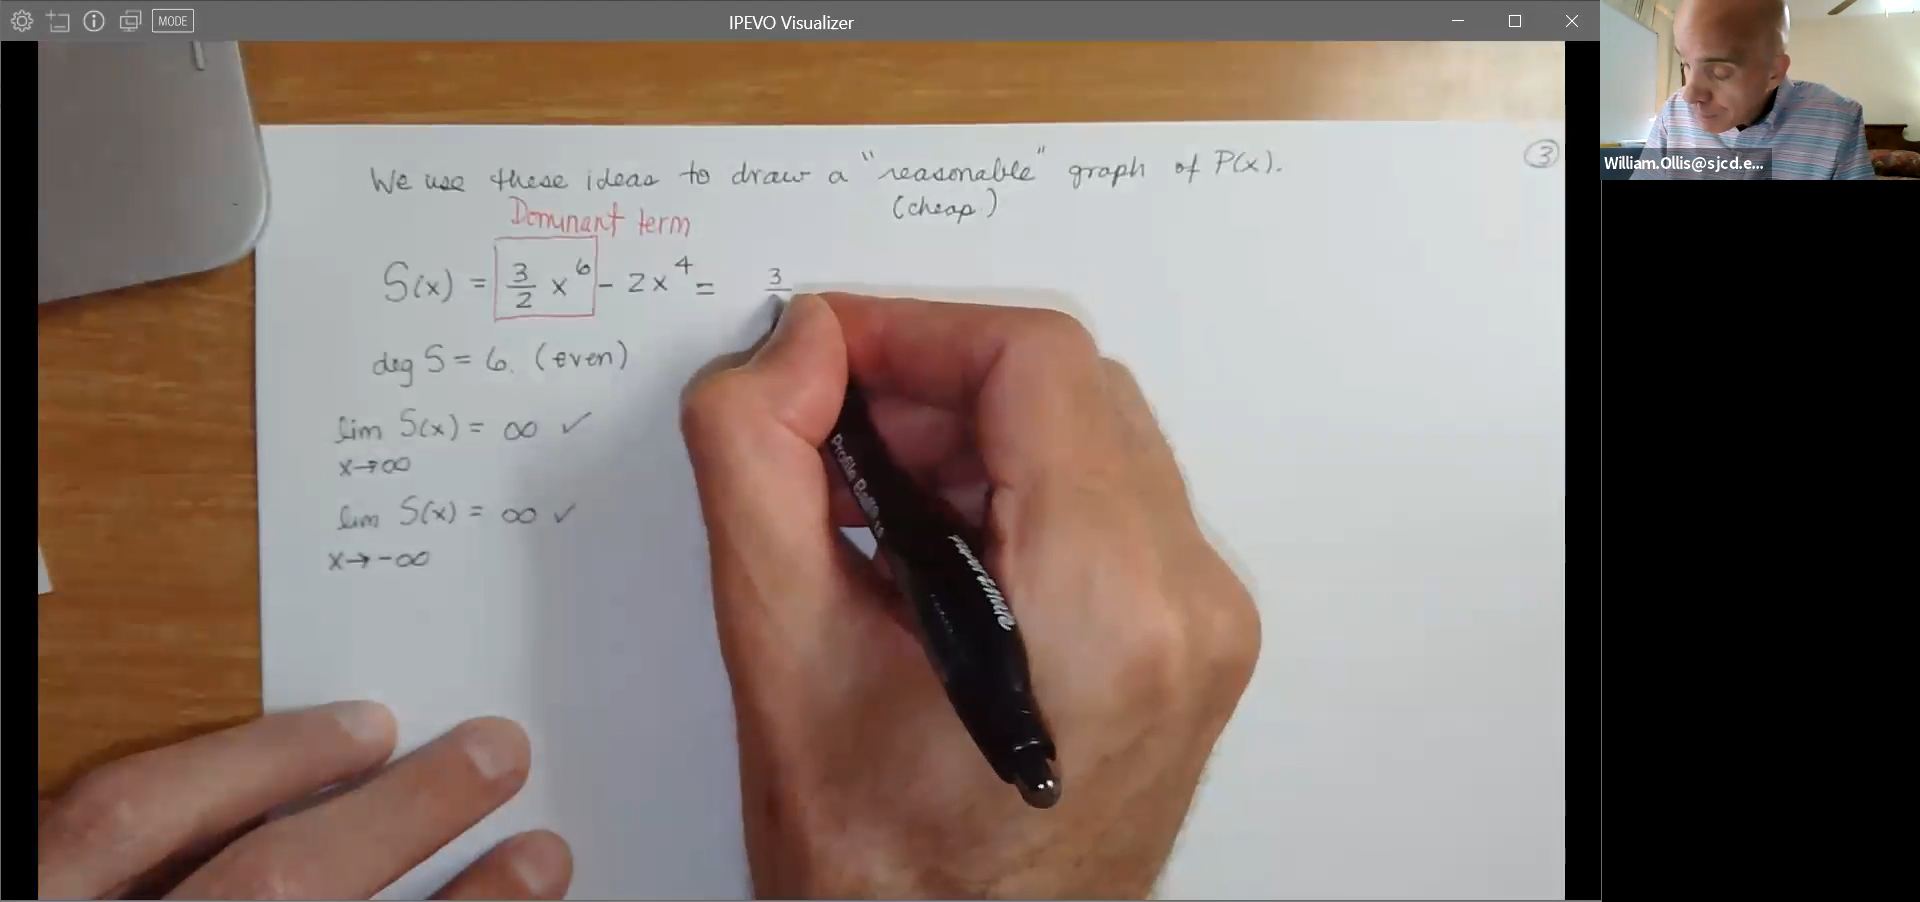 MODE
IPEVO Visualizer
William.Ollis@sjcd.e...
We use these ideas to draw a "reasonable" graph of P(x).
(cheap)
3
Dominant term
S(x) = 3/2 x^6 - 2x^4 = 3
deg S = 6. (even)
lim S(x) = ∞ ✓
x→∞
lim S(x) = ∞ ✓
x→-∞